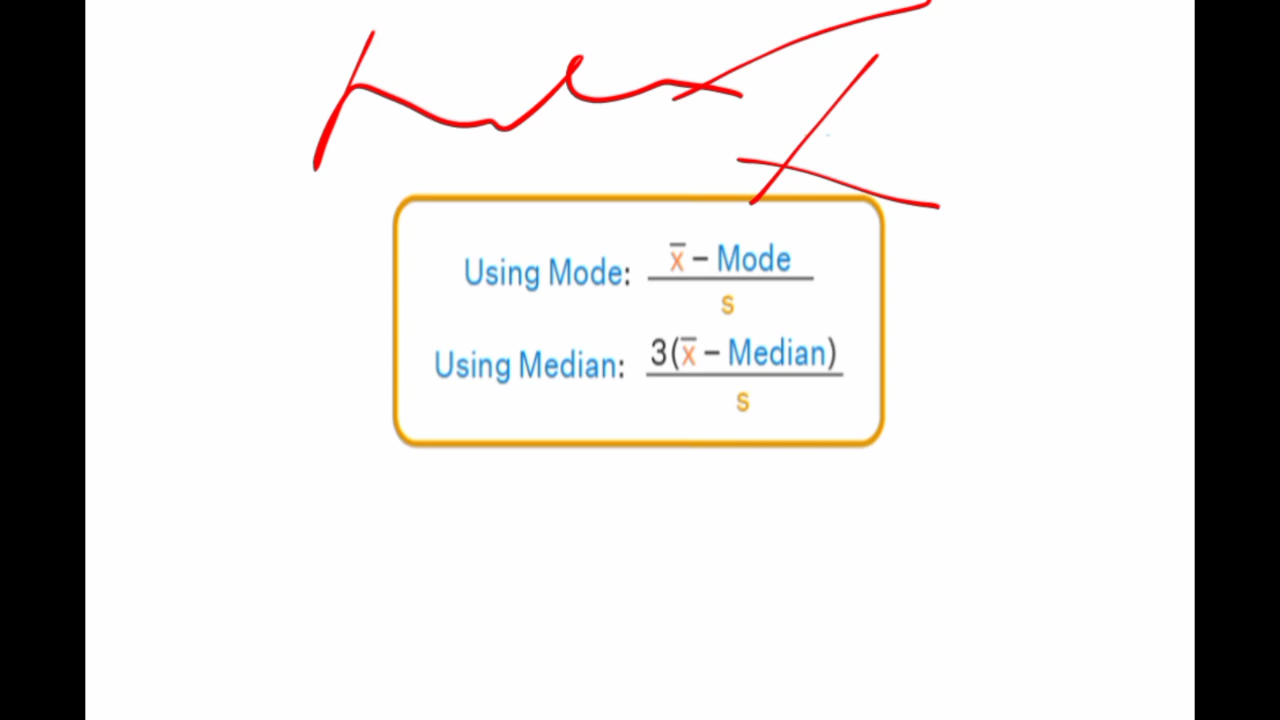 Using Mode: x̅ – Mode / s
Using Median: 3(x̅ – Median) / s